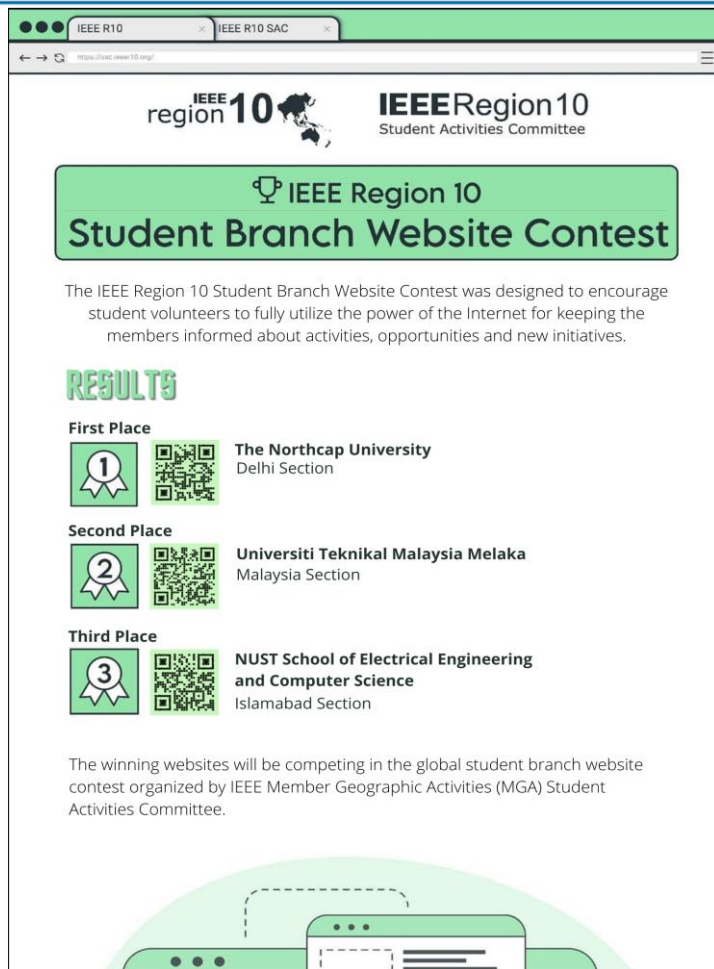 IEEE R10 × IEEE R10 SAC ×
IEEE
region 10
IEEE Region 10
Student Activities Committee
IEEE Region 10
Student Branch Website Contest
The IEEE Region 10 Student Branch Website Contest was designed to encourage
student volunteers to fully utilize the power of the Internet for keeping the
members informed about activities, opportunities and new initiatives.
RESULTS
First Place
1
The Northcap University
Delhi Section
Second Place
2
Universiti Teknikal Malaysia Melaka
Malaysia Section
Third Place
3
NUST School of Electrical Engineering
and Computer Science
Islamabad Section
The winning websites will be competing in the global student branch website
contest organized by IEEE Member Geographic Activities (MGA) Student
Activities Committee.